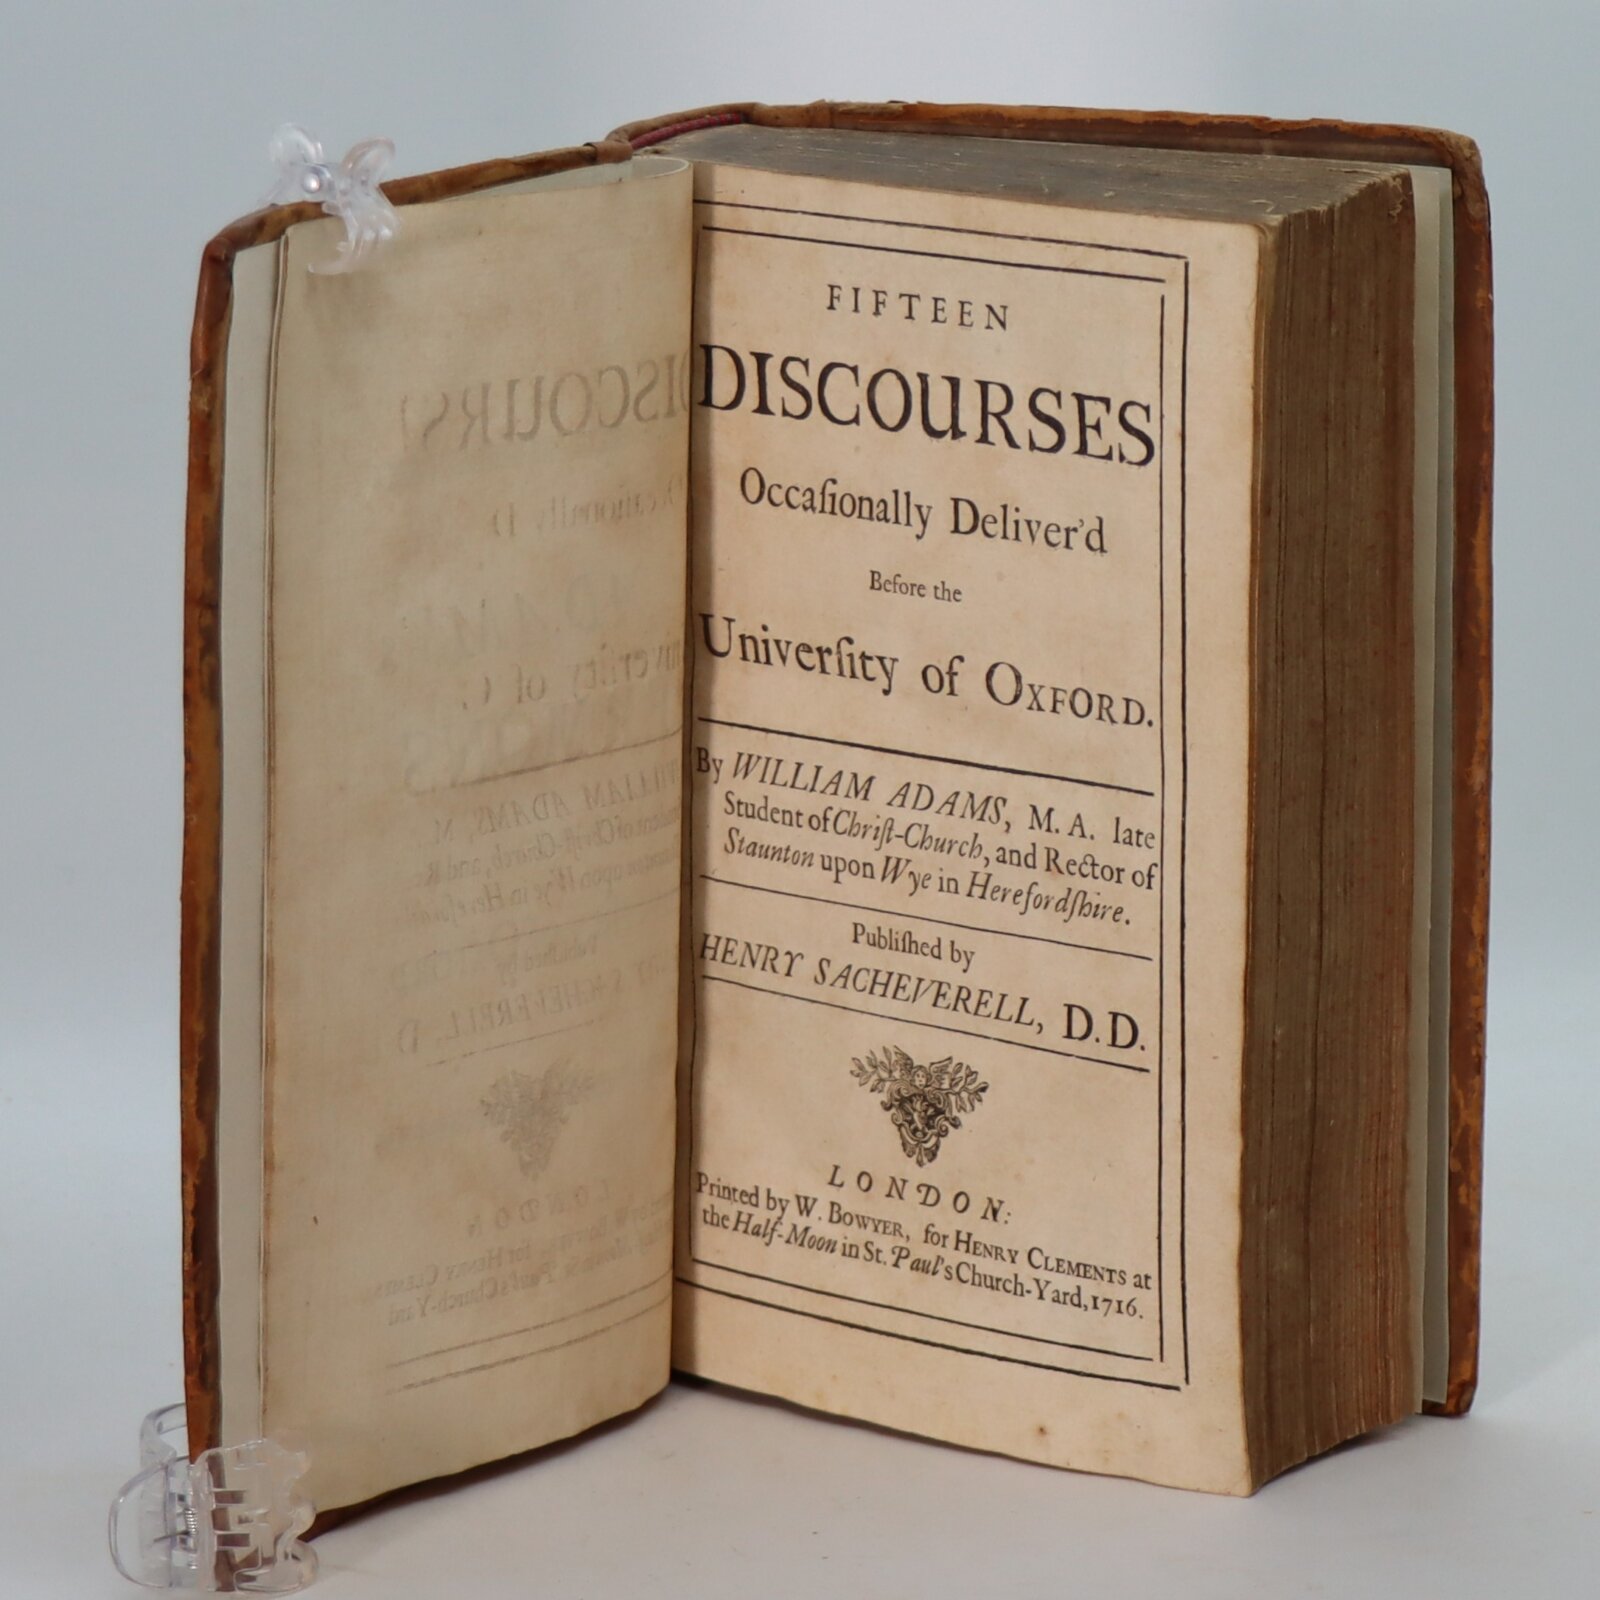 FIFTEEN
DISCOURSES
Occaſionally Deliver'd
Before the
Univerſity of OXFORD.
By WILLIAM ADAMS, M. A. late
Student of Chriſt-Church, and Rector of
Staunton upon Wye in Herefordſhire.
Publiſhed by
HENRY SACHEVERELL, D.D.
LONDON:
Printed by W. BOWYER, for HENRY CLEMENTS at
the Half-Moon in St. Paul's Church-Yard, 1716.